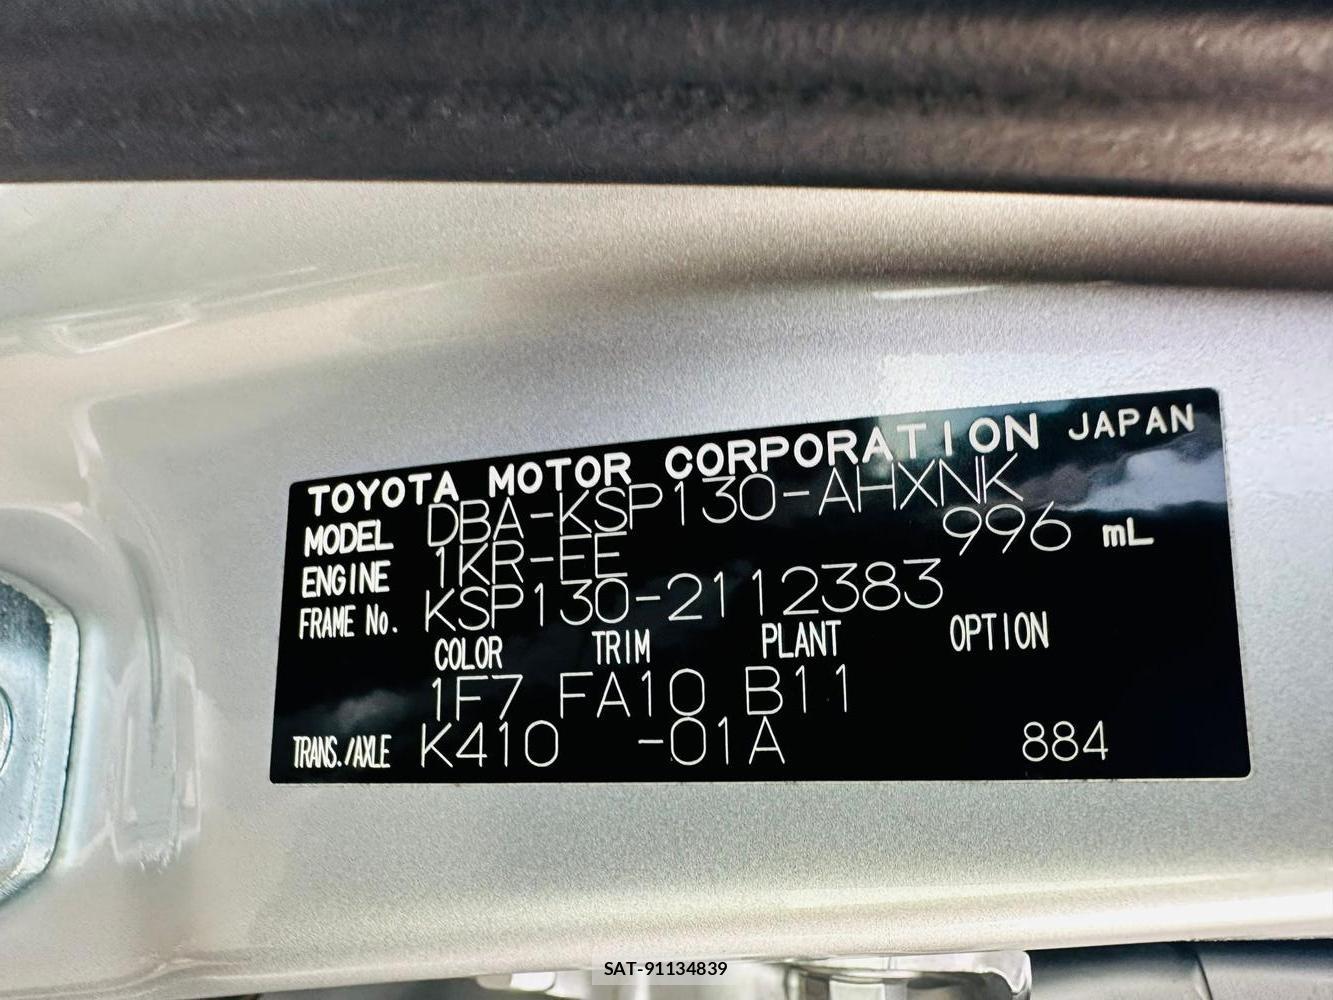 TOYOTA MOTOR CORPORATION JAPAN
MODEL DBA-KSP130-AHXNK
ENGINE 1KR-EE 996 mL
FRAME No. KSP130-2112383
COLOR TRIM PLANT OPTION
1F7 FA10 B11
TRANS./AXLE K410 -01A 884
SAT-91134839